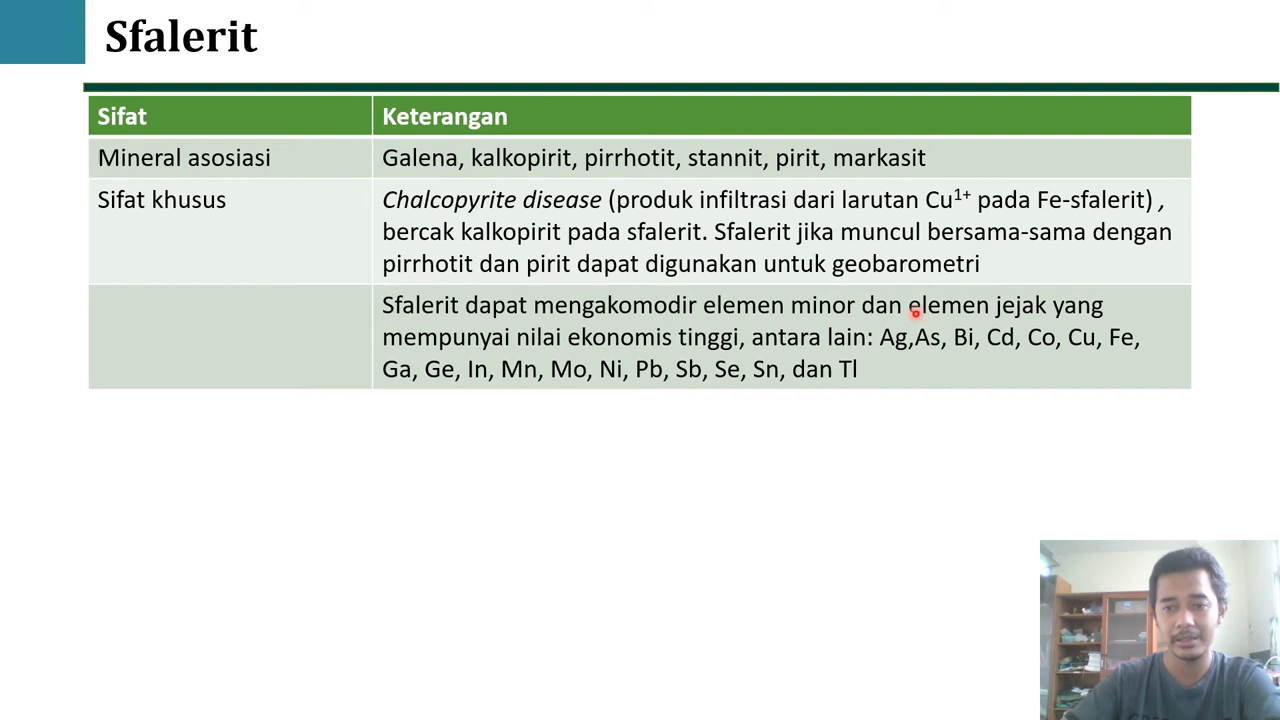 Sfalerit
Sifat
Keterangan
Mineral asosiasi
Galena, kalkopirit, pirrhotit, stannit, pirit, markasit
Sifat khusus
Chalcopyrite disease (produk infiltrasi dari larutan Cu¹⁺ pada Fe-sfalerit) ,
bercak kalkopirit pada sfalerit. Sfalerit jika muncul bersama-sama dengan
pirrhotit dan pirit dapat digunakan untuk geobarometri
Sfalerit dapat mengakomodir elemen minor dan elemen jejak yang
mempunyai nilai ekonomis tinggi, antara lain: Ag,As, Bi, Cd, Co, Cu, Fe,
Ga, Ge, In, Mn, Mo, Ni, Pb, Sb, Se, Sn, dan Tl